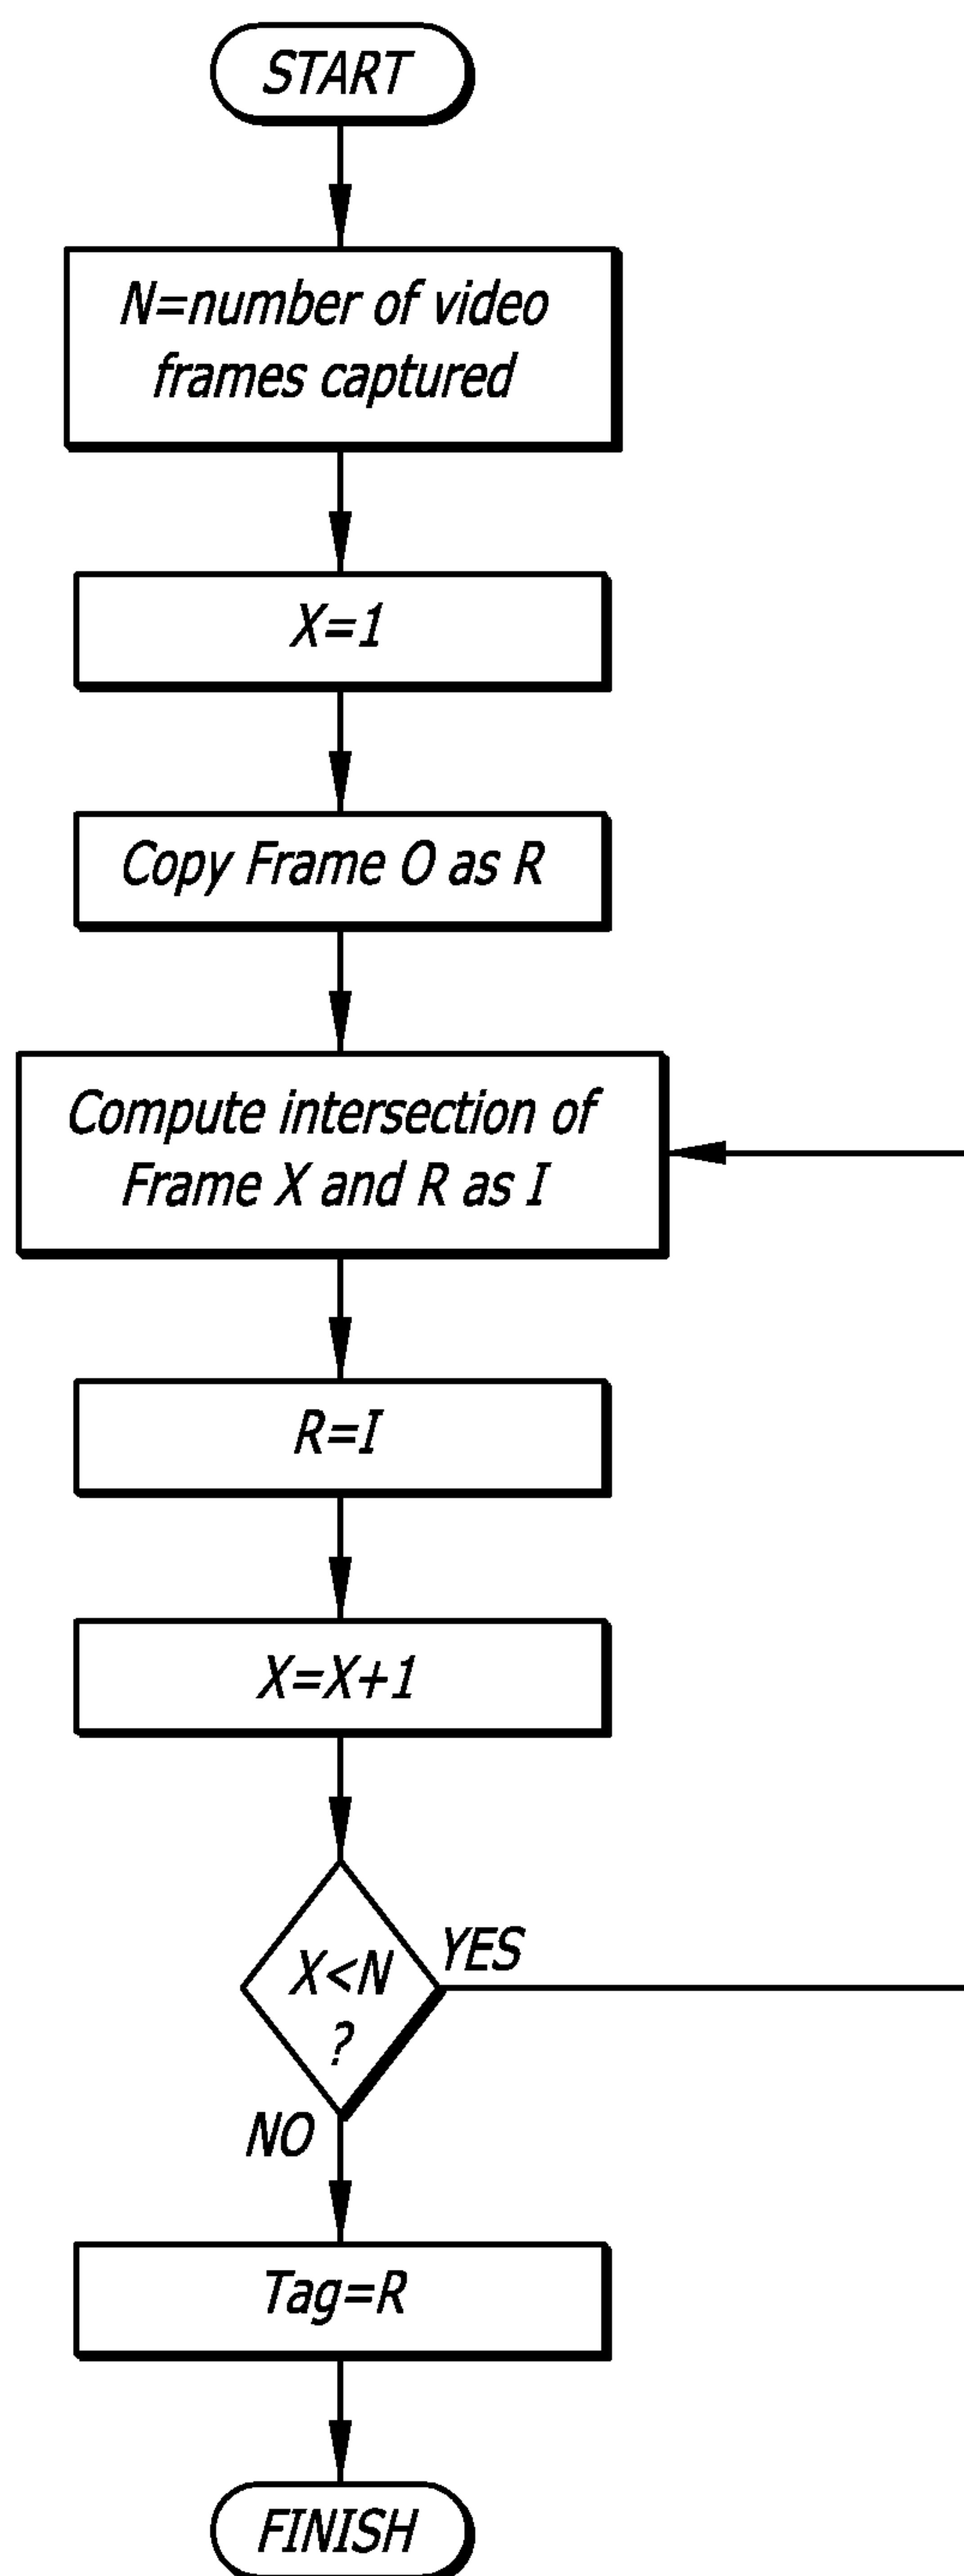 START
N=number of video
frames captured
X=1
Copy Frame O as R
Compute intersection of
Frame X and R as I
R=I
X=X+1
X<N
?
YES
NO
Tag=R
FINISH